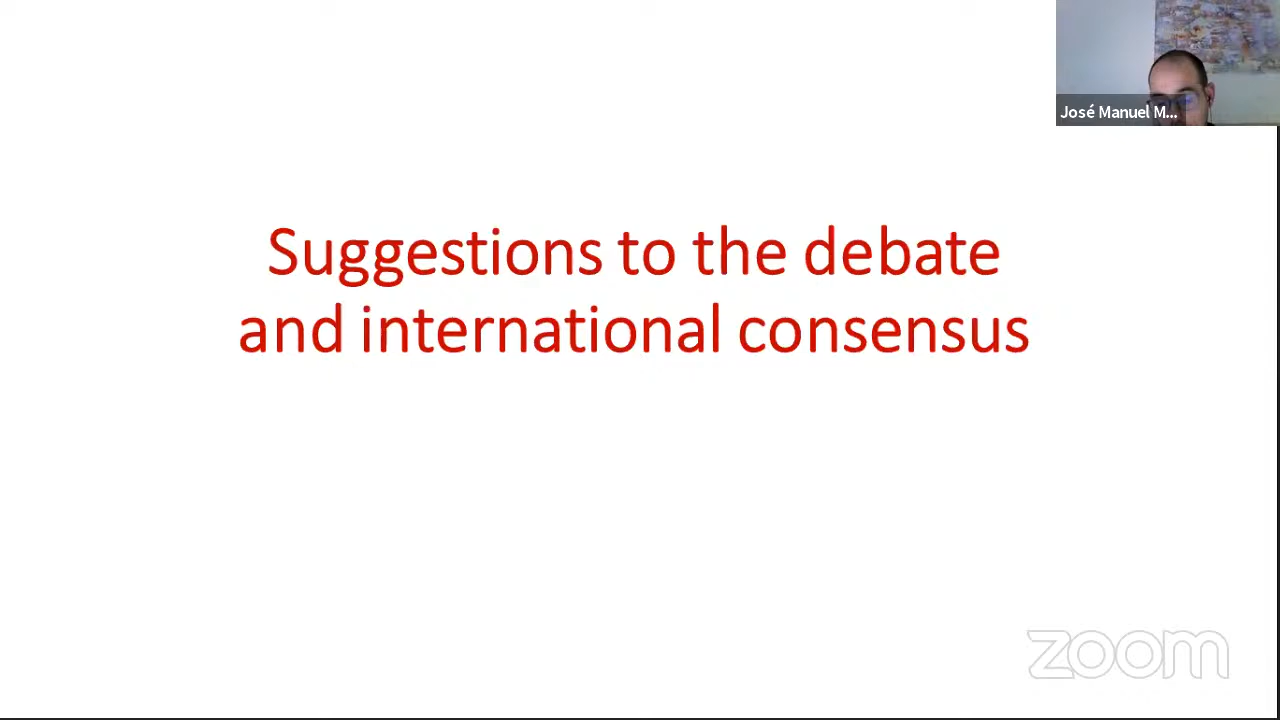 José Manuel M...
Suggestions to the debate
and international consensus
zoom